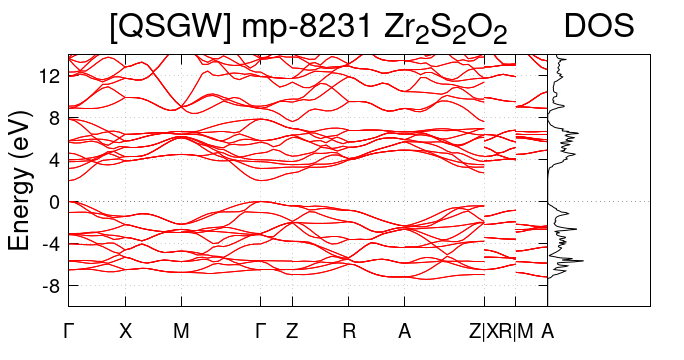 [QSGW] mp-8231 Zr₂S₂O₂ DOS
Energy (eV)
12
8
4
0
-4
-8
Γ X M Γ Z R A Z|XR|M A